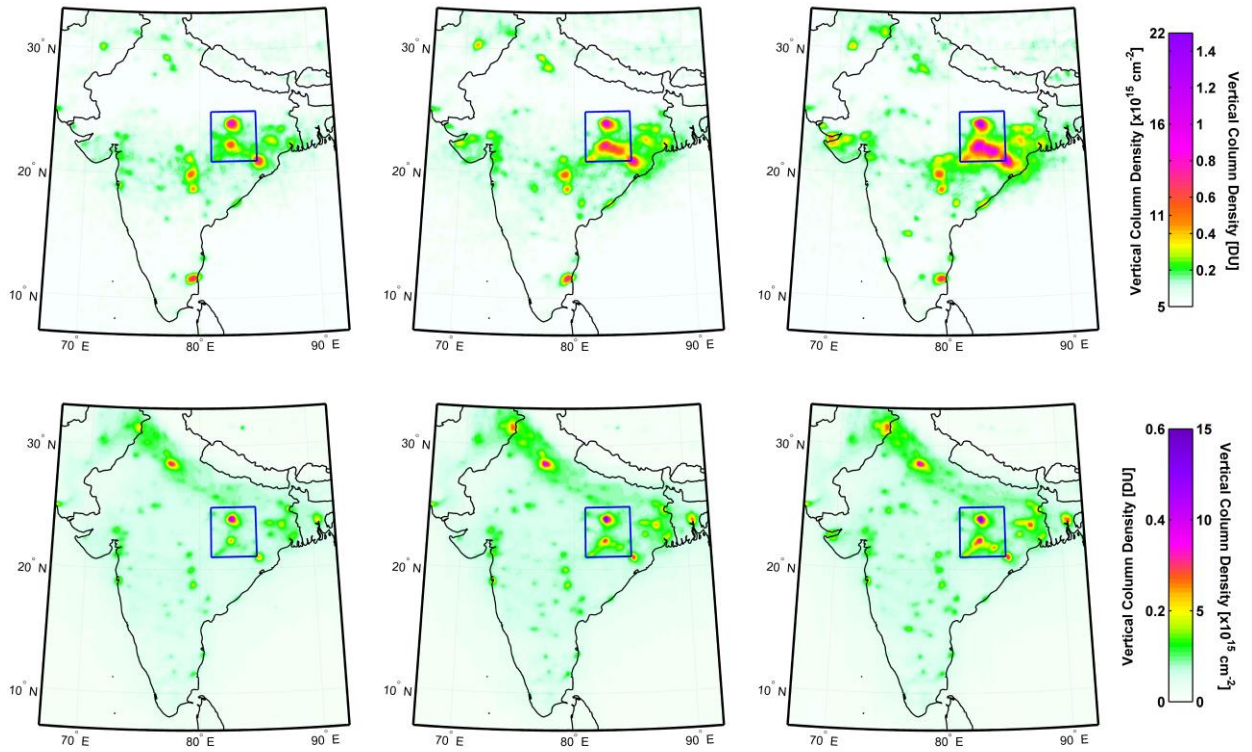 30° N
20° N
10° N
70° E
80° E
90° E
30° N
20° N
10° N
70° E
80° E
90° E
30° N
20° N
10° N
70° E
80° E
90° E
Vertical Column Density [x10¹⁵ cm⁻²]
22
16
11
5
1.4
1.2
1
0.8
0.6
0.4
0.2
Vertical Column Density [DU]
30° N
20° N
10° N
70° E
80° E
90° E
30° N
20° N
10° N
70° E
80° E
90° E
30° N
20° N
10° N
70° E
80° E
90° E
Vertical Column Density [DU]
0.6
0.4
0.2
0
15
10
5
0
Vertical Column Density [x10¹⁵ cm⁻²]